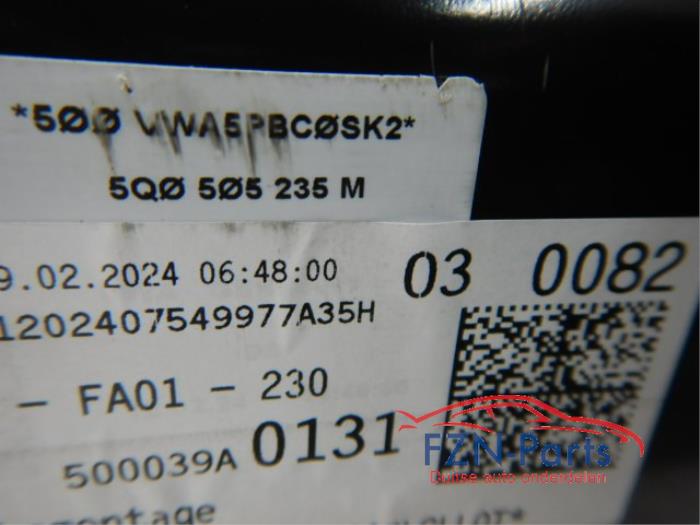 *5ØØ VWA5PBCØSK2*
5QØ 5Ø5 235 M
9.02.2024 06:48:00
03 0082
1202407549977A35H
- FA01 - 230
500039A 0131
FZN-Parts
Duitse auto onderdelen